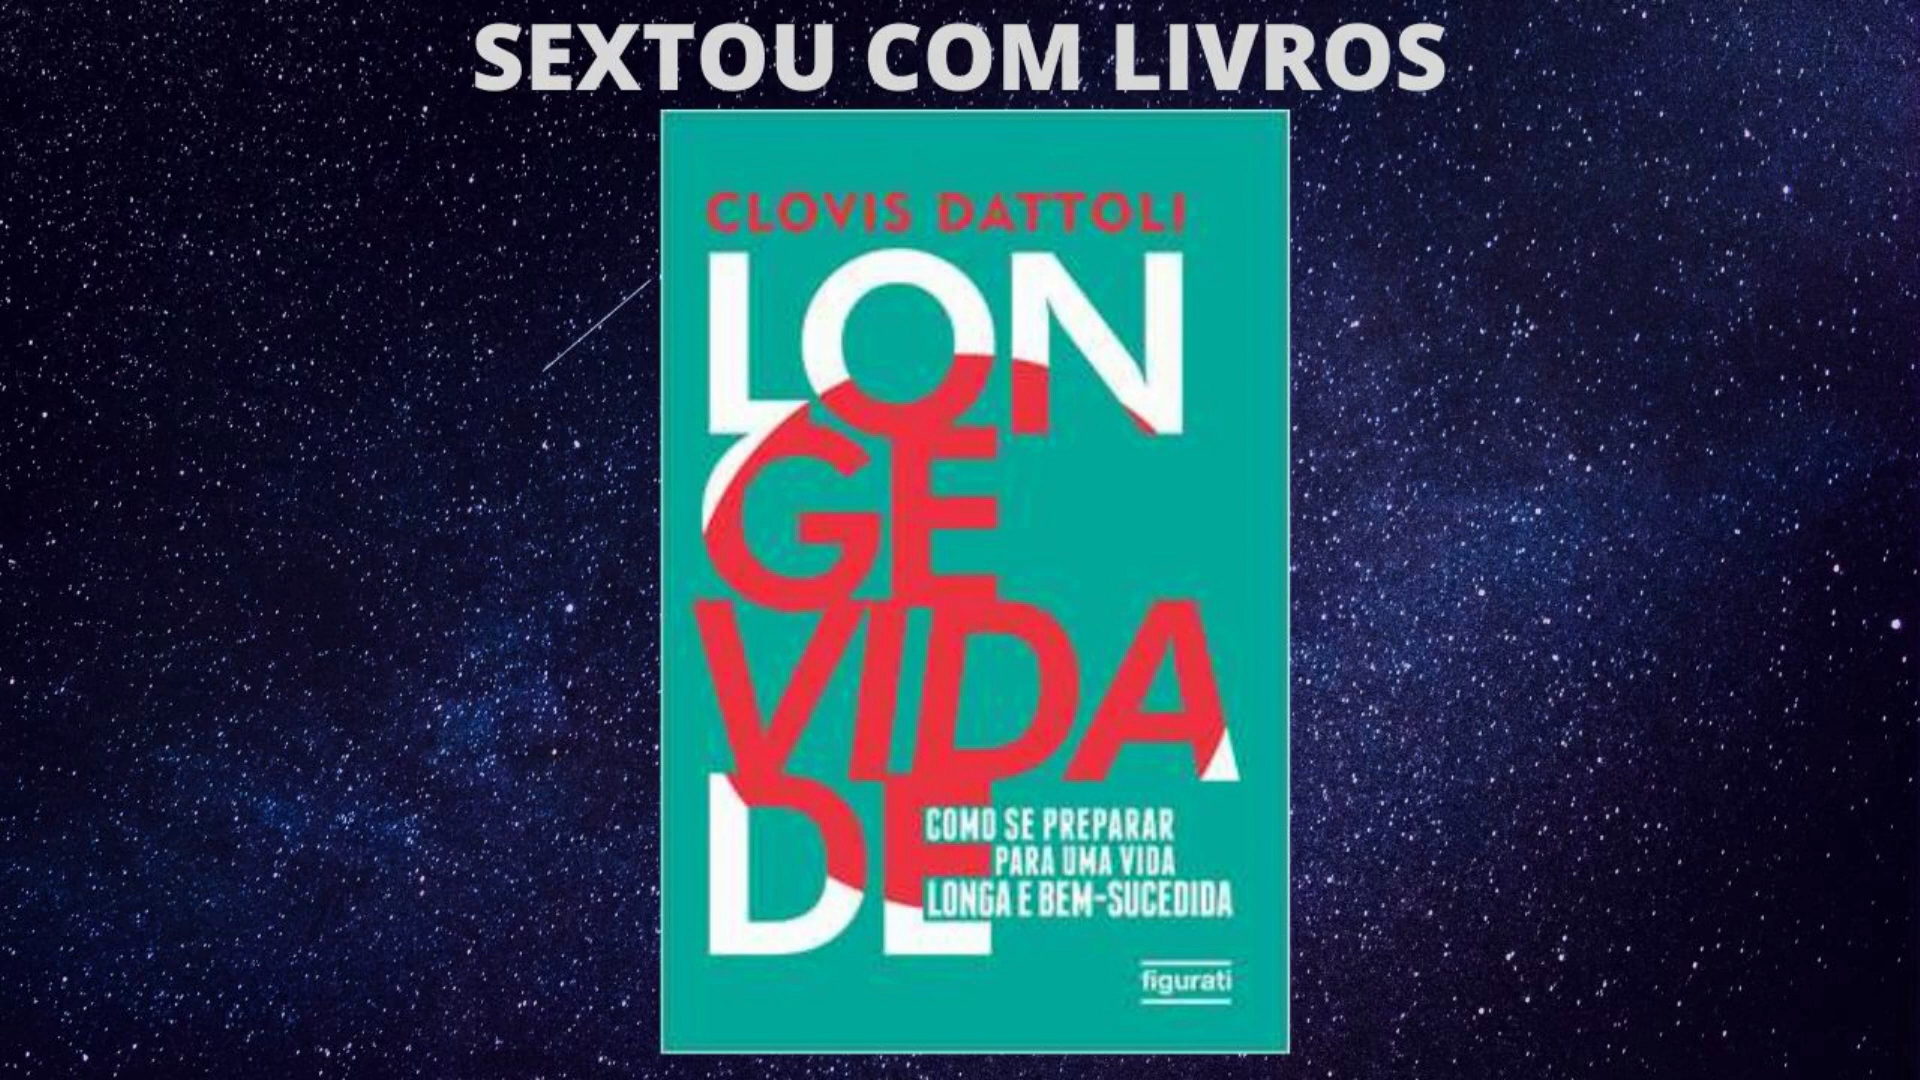 SEXTOU COM LIVROS
CLOVIS DATTOLI
LON
GE
VIDA
DE
COMO SE PREPARAR
PARA UMA VIDA
LONGA E BEM-SUCEDIDA
figurati